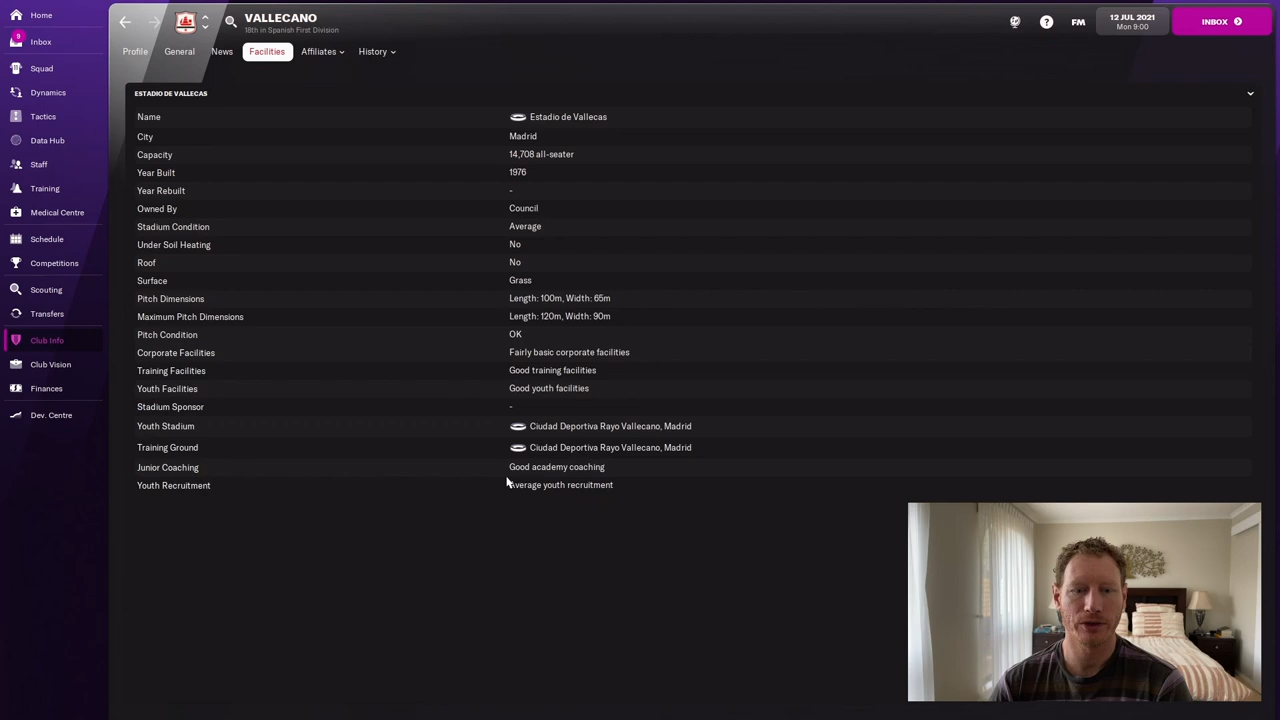 Home
9
Inbox
Squad
Dynamics
Tactics
Data Hub
Staff
Training
Medical Centre
Schedule
Competitions
Scouting
Transfers
Club Info
Club Vision
Finances
Dev. Centre
VALLECANO
18th in Spanish First Division
?
FM
12 JUL 2021
Mon 9:00
INBOX
Profile
General
News
Facilities
Affiliates
History
ESTADIO DE VALLECAS
Name Estadio de Vallecas
City Madrid
Capacity 14,708 all-seater
Year Built 1976
Year Rebuilt -
Owned By Council
Stadium Condition Average
Under Soil Heating No
Roof No
Surface Grass
Pitch Dimensions Length: 100m, Width: 65m
Maximum Pitch Dimensions Length: 120m, Width: 90m
Pitch Condition OK
Corporate Facilities Fairly basic corporate facilities
Training Facilities Good training facilities
Youth Facilities Good youth facilities
Stadium Sponsor -
Youth Stadium Ciudad Deportiva Rayo Vallecano, Madrid
Training Ground Ciudad Deportiva Rayo Vallecano, Madrid
Junior Coaching Good academy coaching
Youth Recruitment Average youth recruitment